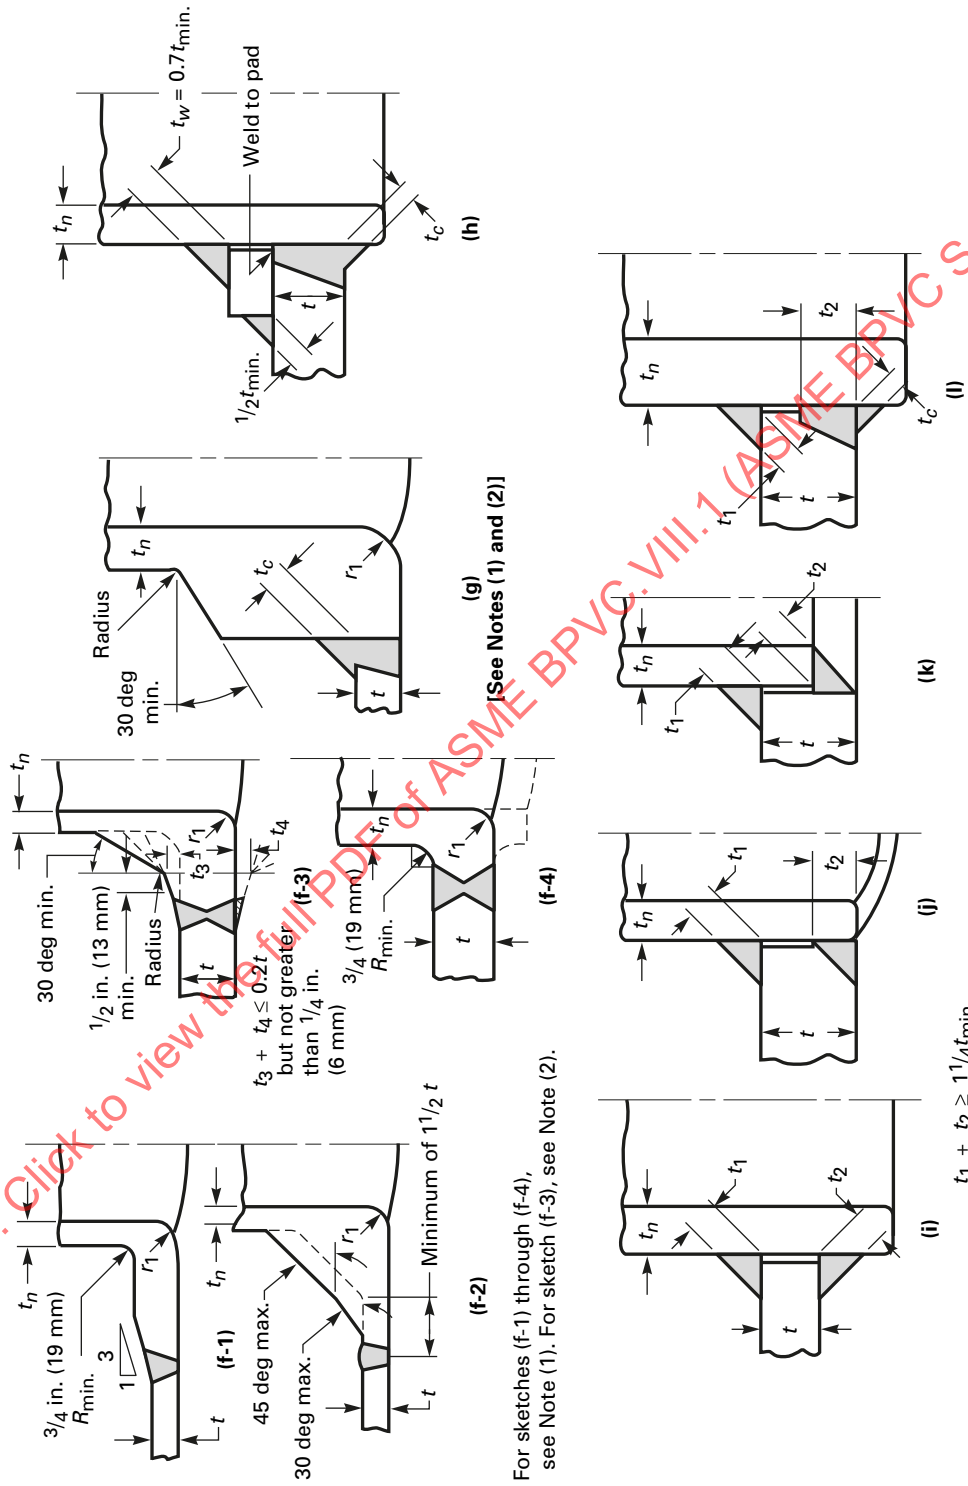 tn
3/4 in. (19 mm)
Rmin.
3
1
r1
t
(f-1)
tn
45 deg max.
30 deg max.
r1
t
Minimum of 1 1/2 t
(f-2)
For sketches (f-1) through (f-4),
see Note (1). For sketch (f-3), see Note (2).
tn
30 deg min.
1/2 in. (13 mm)
min.
Radius
t
t3
r1
t4
t3 + t4 ≤ 0.2t
but not greater
than 1/4 in.
(6 mm)
(f-3)
3/4 (19 mm)
Rmin.
tn
t
r1
(f-4)
Radius
30 deg
min.
tn
tc
r1
t
(g)
[See Notes (1) and (2)]
tn
tw = 0.7tmin.
Weld to pad
1/2tmin.
t
tc
(h)
tn
t1
t
t2
(i)
t1 + t2 ≥ 1 1/4tmin.
tn
t1
t
t2
(j)
tn
t1
t
t2
(k)
tn
t1
t
t2
tc
(l)
. Click to view the full PDF of ASME BPVC.VIII.1 (ASME BPVC S